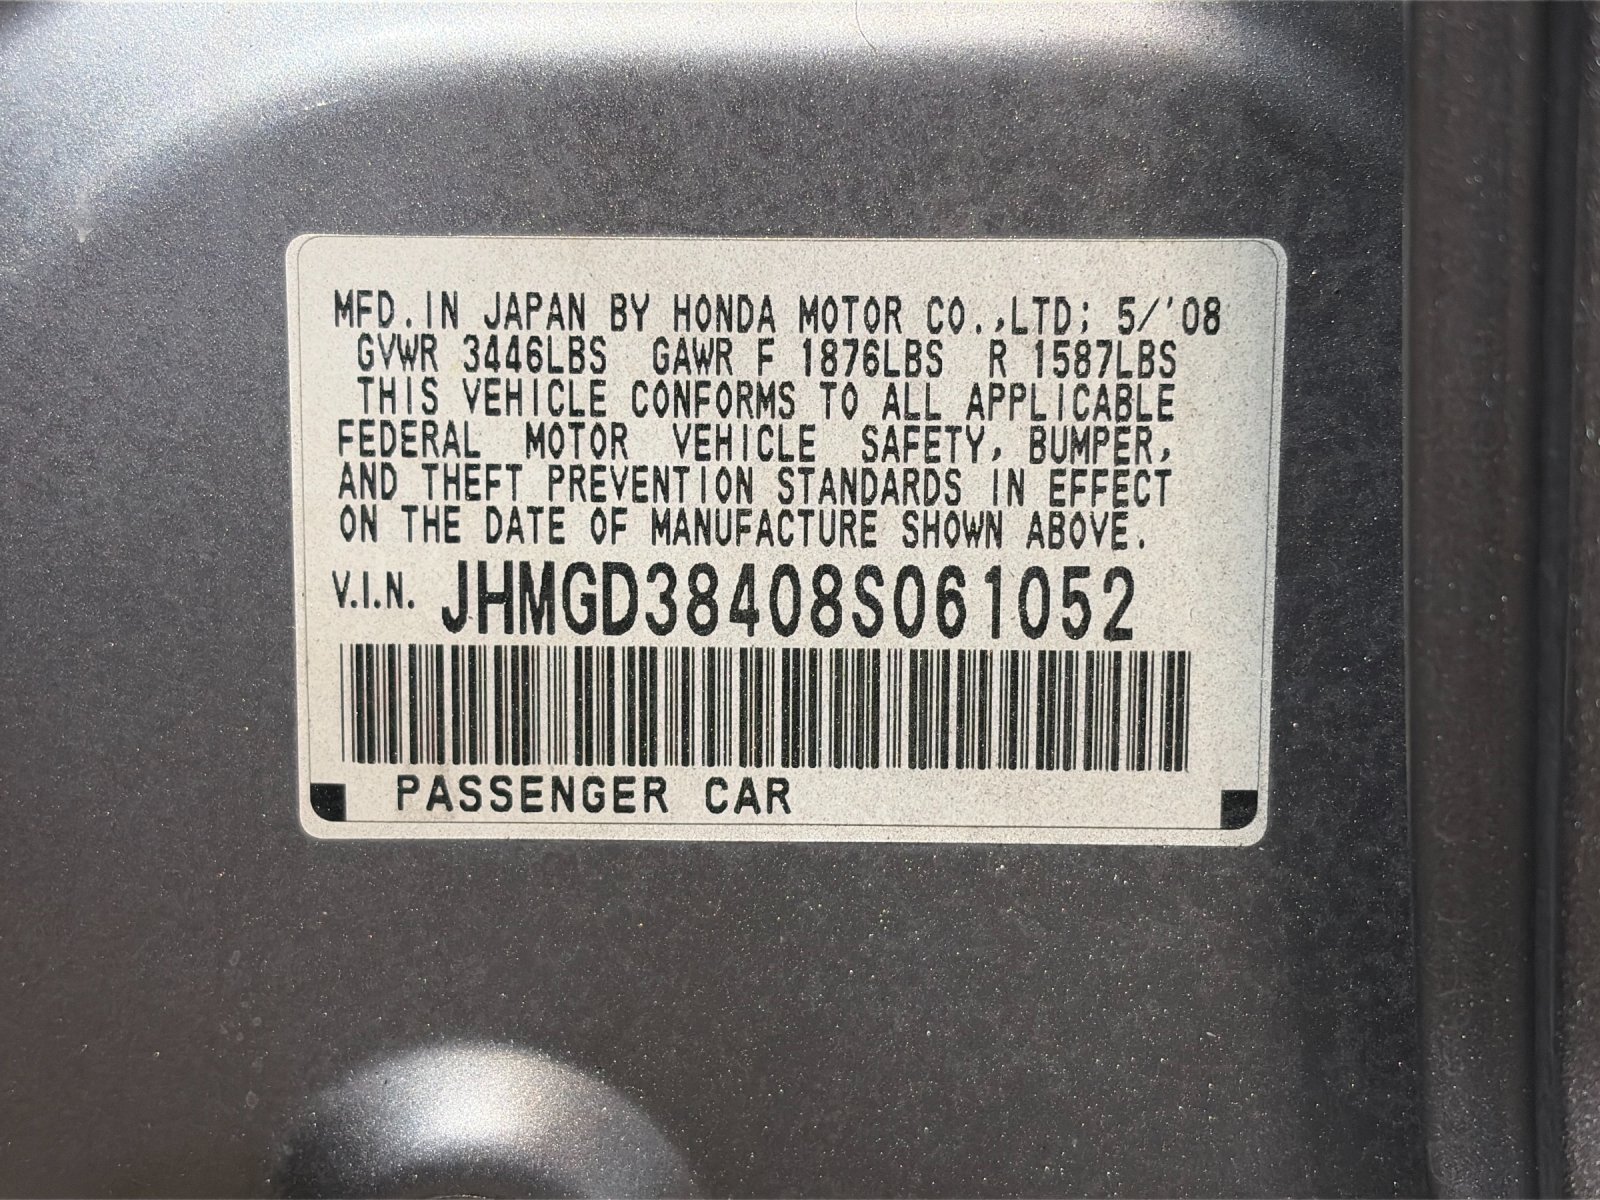 MFD.IN JAPAN BY HONDA MOTOR CO.,LTD; 5/'08
GVWR 3446LBS GAWR F 1876LBS R 1587LBS
THIS VEHICLE CONFORMS TO ALL APPLICABLE
FEDERAL MOTOR VEHICLE SAFETY, BUMPER,
AND THEFT PREVENTION STANDARDS IN EFFECT
ON THE DATE OF MANUFACTURE SHOWN ABOVE.
V.I.N. JHMGD38408S061052
PASSENGER CAR